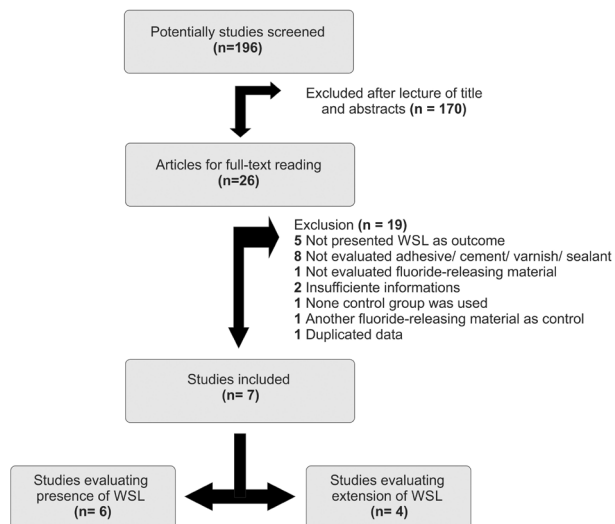 Potentially studies screened
(n=196)
Excluded after lecture of title
and abstracts (n = 170)
Articles for full-text reading
(n=26)
Exclusion (n = 19)
5 Not presented WSL as outcome
8 Not evaluated adhesive/ cement/ varnish/ sealant
1 Not evaluated fluoride-releasing material
2 Insufficiente informations
1 None control group was used
1 Another fluoride-releasing material as control
1 Duplicated data
Studies included
(n= 7)
Studies evaluating
presence of WSL
(n= 6)
Studies evaluating
extension of WSL
(n= 4)